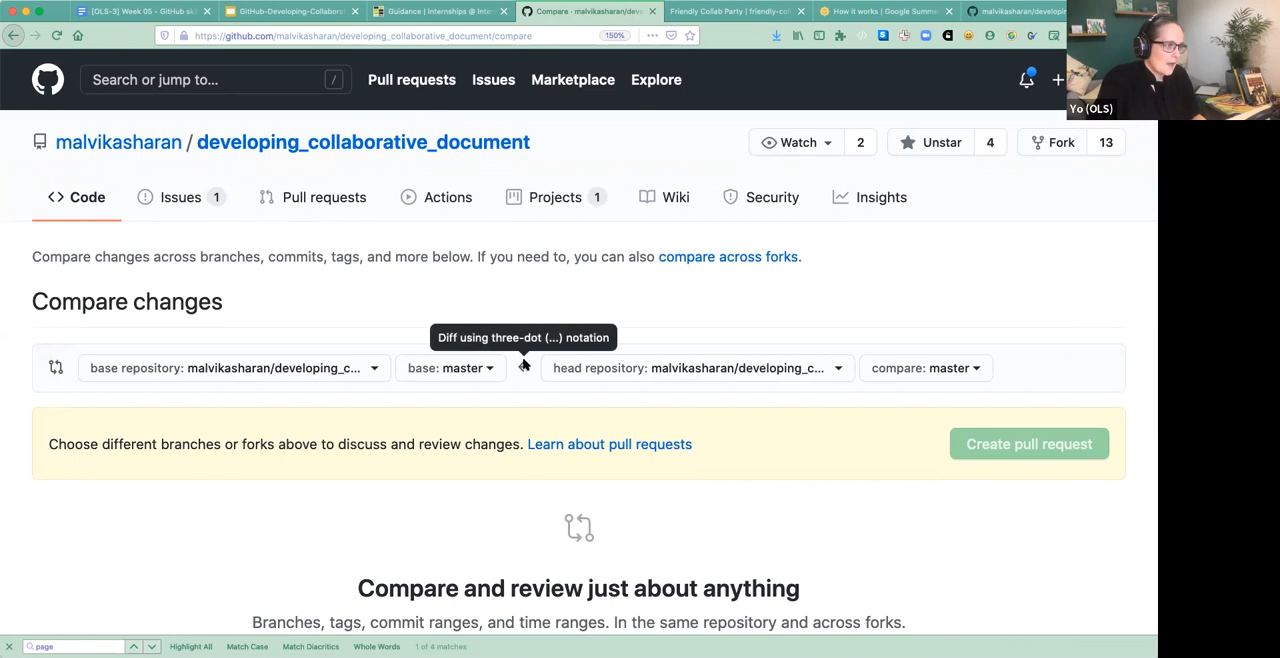 [OLS-3] Week 05 - GitHub sk
GitHub-Developing-Collaborat
Guidance | Internships @ Inte
Compare · malvikasharan/deve
Friendly Collab Party | friendly-coll
How it works | Google Summe
malvikasharan/developin
https://github.com/malvikasharan/developing_collaborative_document/compare
150%
Search or jump to...
/
Pull requests
Issues
Marketplace
Explore
Yo (OLS)
malvikasharan / developing_collaborative_document
Watch
2
Unstar
4
Fork
13
Code
Issues 1
Pull requests
Actions
Projects 1
Wiki
Security
Insights
Compare changes across branches, commits, tags, and more below. If you need to, you can also compare across forks.
Compare changes
Diff using three-dot (...) notation
base repository: malvikasharan/developing_c...
base: master
head repository: malvikasharan/developing_c...
compare: master
Choose different branches or forks above to discuss and review changes. Learn about pull requests
Create pull request
Compare and review just about anything
Branches, tags, commit ranges, and time ranges. In the same repository and across forks.
page
Highlight All
Match Case
Match Diacritics
Whole Words
1 of 4 matches